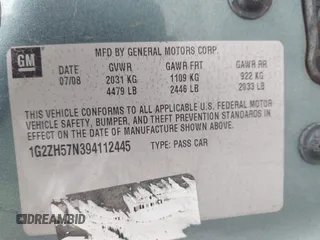 GM
MFD BY GENERAL MOTORS CORP.
DATE GVWR GAWR FRT GAWR RR
07/08 2031 KG 1109 KG 922 KG
4479 LB 2446 LB 2033 LB
THIS VEHICLE CONFORMS TO ALL APPLICABLE U.S. FEDERAL MOTOR
VEHICLE SAFETY, BUMPER, AND THEFT PREVENTION STANDARDS
IN EFFECT ON THE DATE OF MANUFACTURE SHOWN ABOVE.
1G2ZH57N394112445 TYPE: PASS CAR
DREAMBID
DREAMBID.COM